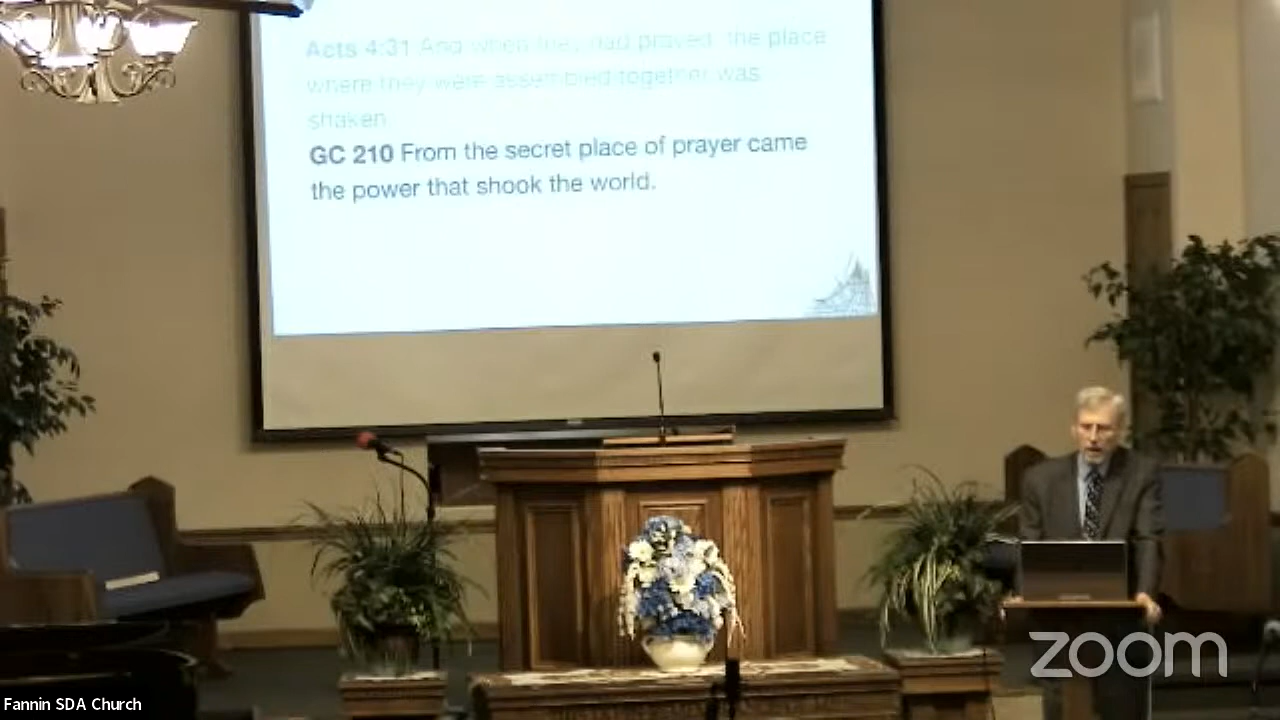 Acts 4:31 And when they had prayed, the place
where they were assembled together was
shaken
GC 210 From the secret place of prayer came
the power that shook the world.
zoom
Fannin SDA Church